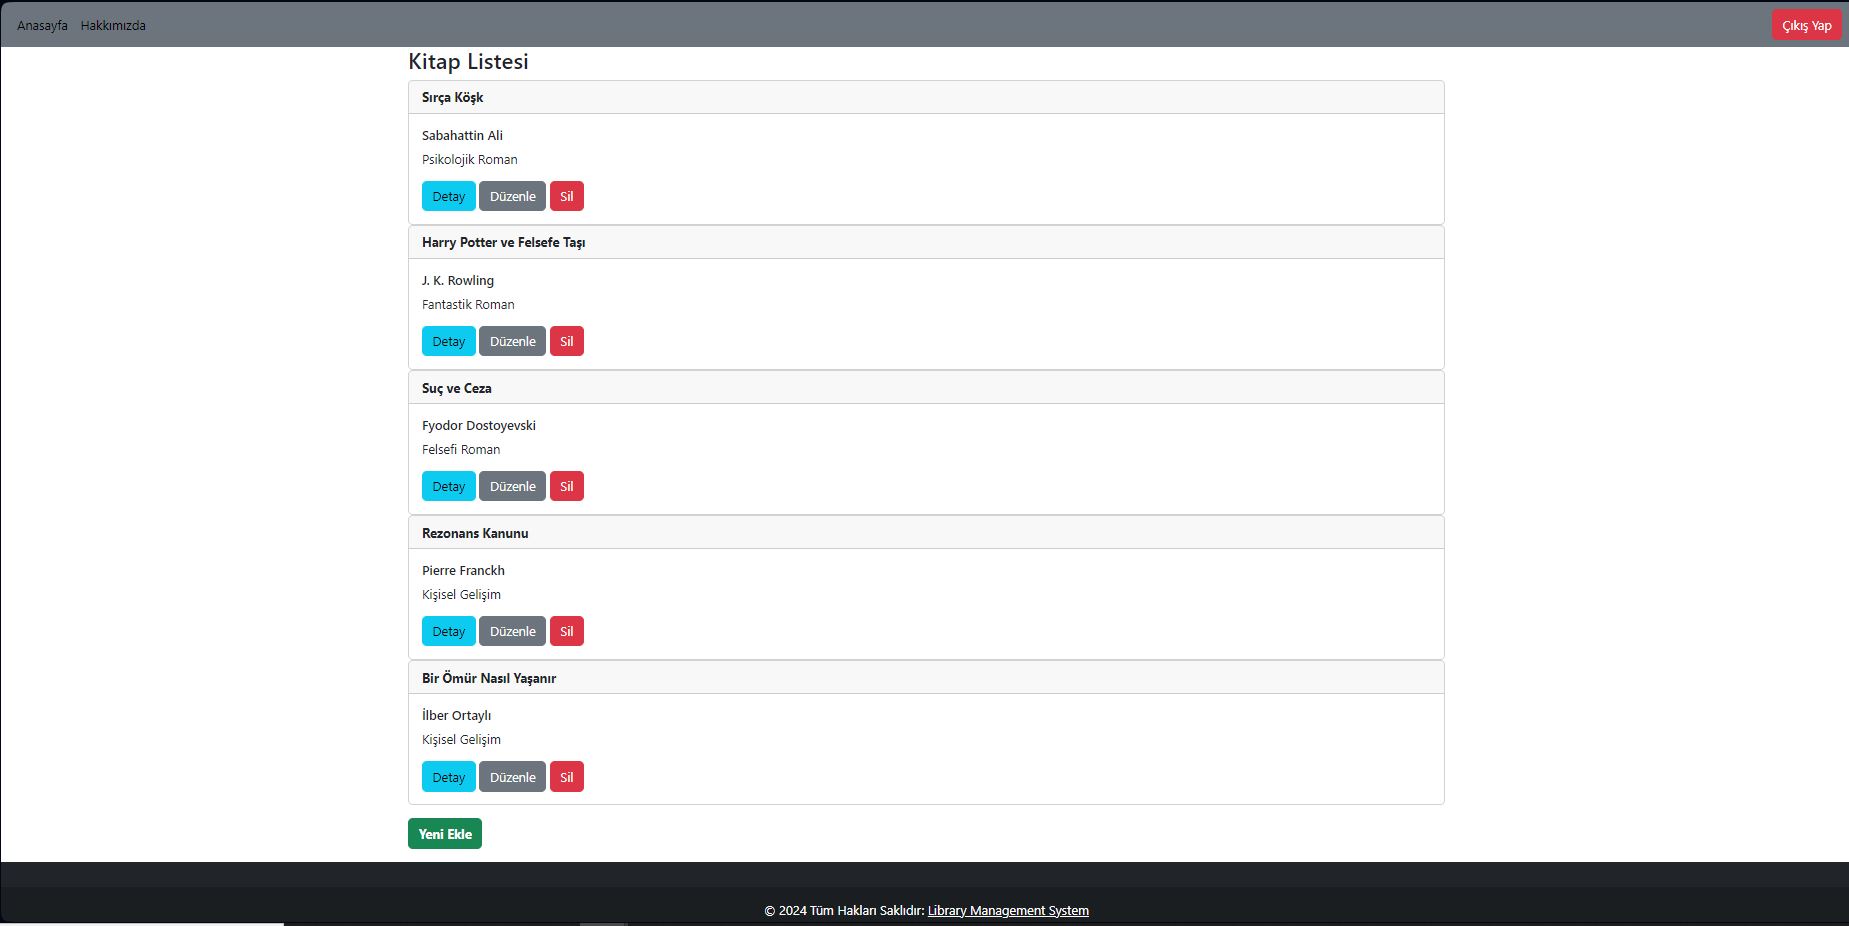 Anasayfa Hakkımızda Çıkış Yap
Kitap Listesi
Sırça Köşk
Sabahattin Ali
Psikolojik Roman
Detay Düzenle Sil
Harry Potter ve Felsefe Taşı
J. K. Rowling
Fantastik Roman
Detay Düzenle Sil
Suç ve Ceza
Fyodor Dostoyevski
Felsefi Roman
Detay Düzenle Sil
Rezonans Kanunu
Pierre Franckh
Kişisel Gelişim
Detay Düzenle Sil
Bir Ömür Nasıl Yaşanır
İlber Ortaylı
Kişisel Gelişim
Detay Düzenle Sil
Yeni Ekle
© 2024 Tüm Hakları Saklıdır: Library Management System